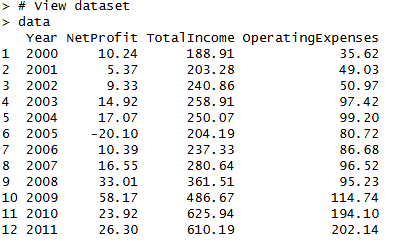 > # View dataset
> data
Year NetProfit TotalIncome OperatingExpenses
1 2000 10.24 188.91 35.62
2 2001 5.37 203.28 49.03
3 2002 9.33 240.86 50.97
4 2003 14.92 258.91 97.42
5 2004 17.07 250.07 99.20
6 2005 -20.10 204.19 80.72
7 2006 10.39 237.33 86.68
8 2007 16.55 280.64 96.52
9 2008 33.01 361.51 95.23
10 2009 58.17 486.67 114.74
11 2010 23.92 625.94 194.10
12 2011 26.30 610.19 202.14